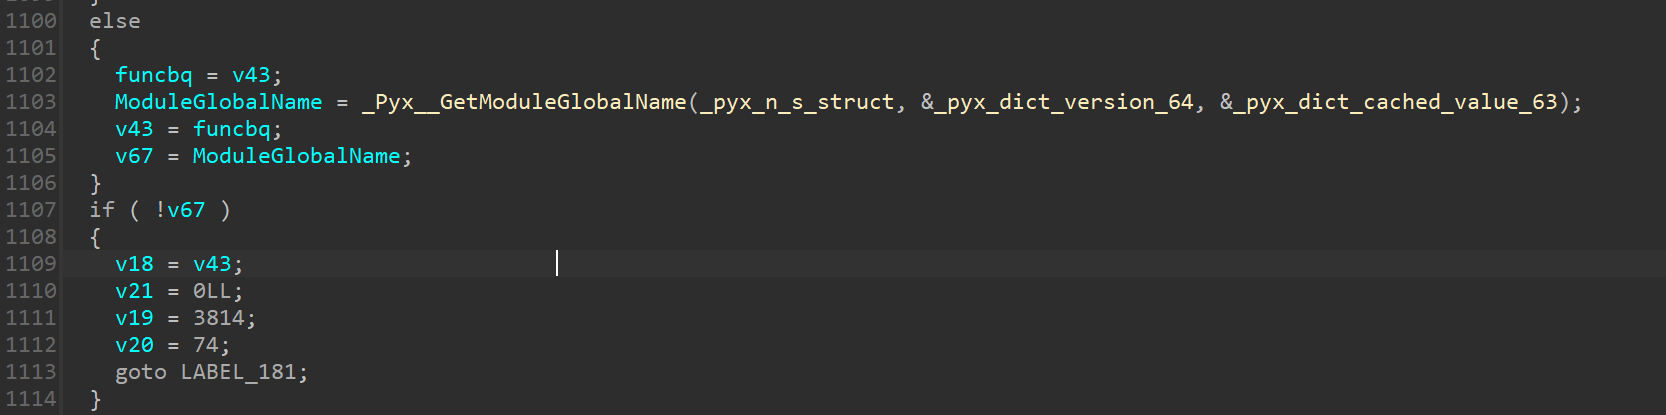 1100 else
1101 {
1102 funcbq = v43;
1103 ModuleGlobalName = _Pyx__GetModuleGlobalName(_pyx_n_s_struct, &_pyx_dict_version_64, &_pyx_dict_cached_value_63);
1104 v43 = funcbq;
1105 v67 = ModuleGlobalName;
1106 }
1107 if ( !v67 )
1108 {
1109 v18 = v43;
1110 v21 = 0LL;
1111 v19 = 3814;
1112 v20 = 74;
1113 goto LABEL_181;
1114 }